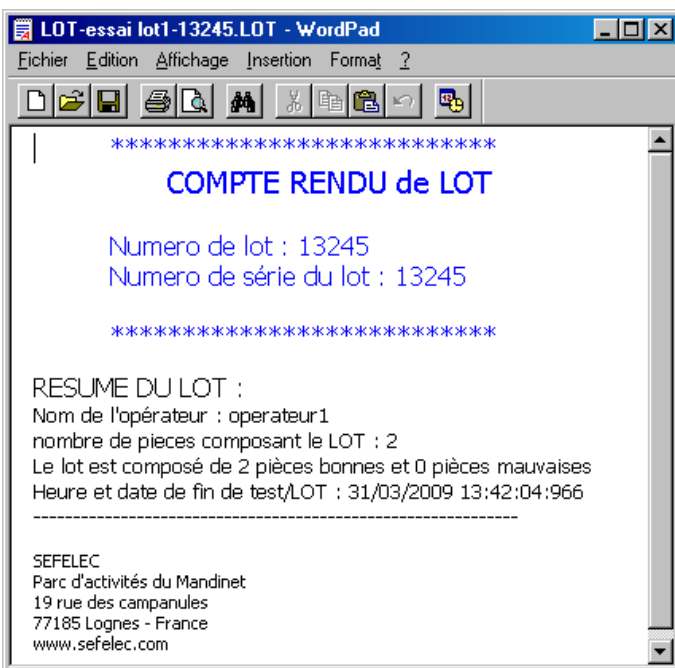 LOT-essai lot1-13245.LOT - WordPad
Fichier Edition Affichage Insertion Format ?
***************************
COMPTE RENDU de LOT
Numero de lot : 13245
Numero de série du lot : 13245
***************************
RESUME DU LOT :
Nom de l'opérateur : operateur1
nombre de pieces composant le LOT : 2
Le lot est composé de 2 pièces bonnes et 0 pièces mauvaises
Heure et date de fin de test/LOT : 31/03/2009 13:42:04:966
------------------------------------------------------------
SEFELEC
Parc d'activités du Mandinet
19 rue des campanules
77185 Lognes - France
www.sefelec.com